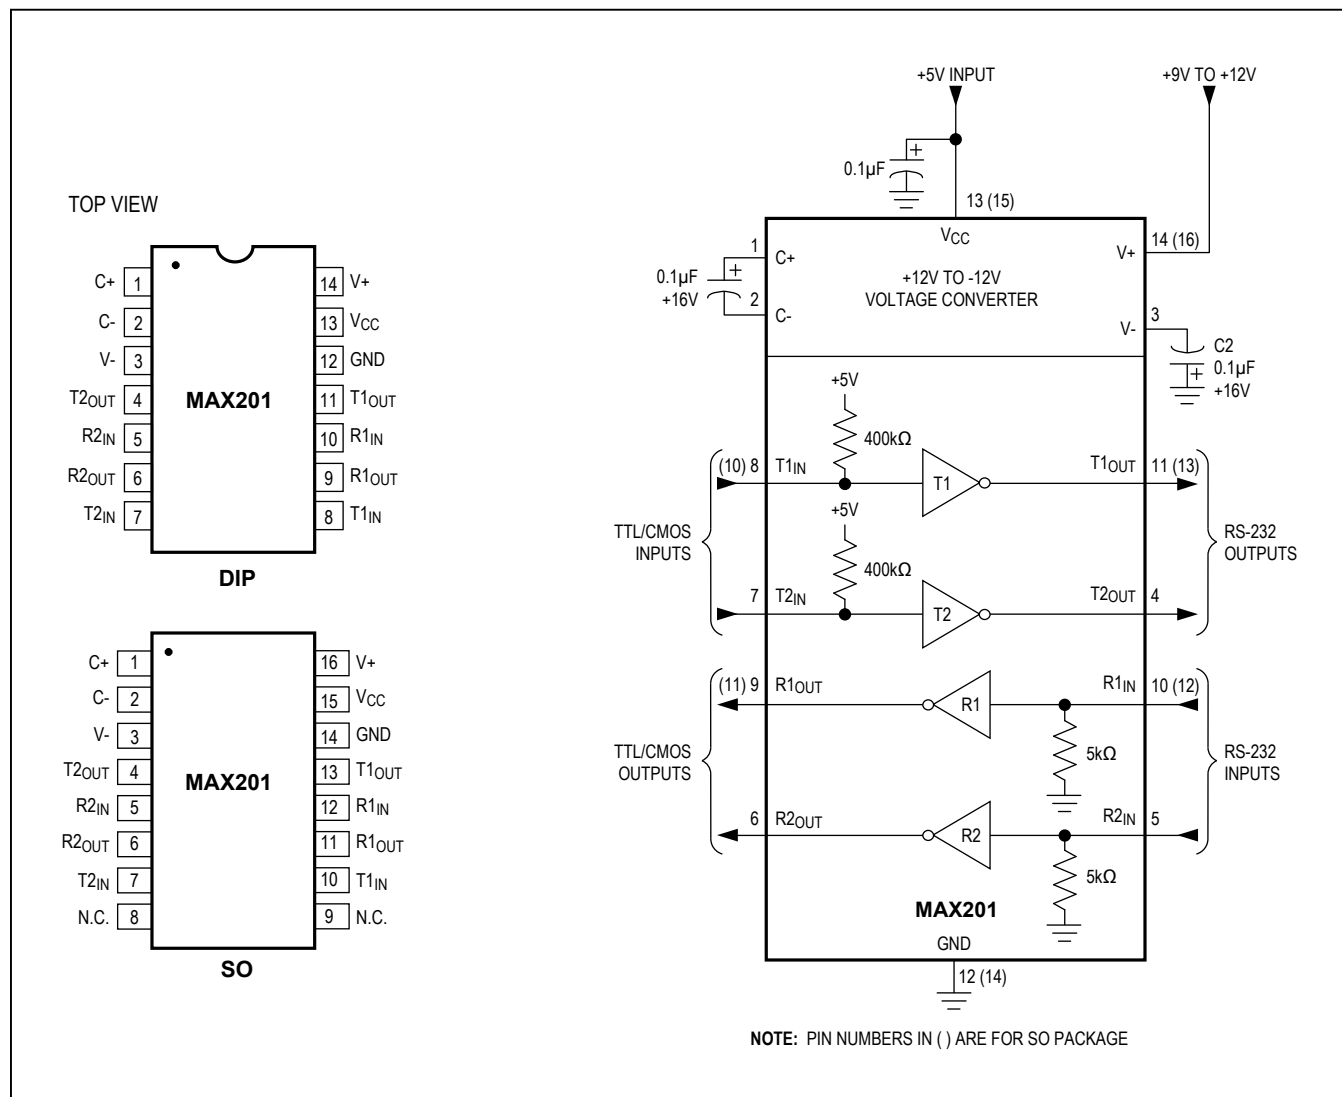 TOP VIEW
C+ 1 14 V+
C- 2 13 VCC
V- 3 12 GND
T2OUT 4 MAX201 11 T1OUT
R2IN 5 10 R1IN
R2OUT 6 9 R1OUT
T2IN 7 8 T1IN
DIP
C+ 1 16 V+
C- 2 15 VCC
V- 3 14 GND
T2OUT 4 MAX201 13 T1OUT
R2IN 5 12 R1IN
R2OUT 6 11 R1OUT
T2IN 7 10 T1IN
N.C. 8 9 N.C.
SO
+5V INPUT
+9V TO +12V
+
0.1µF
13 (15)
VCC
1
C+
V+
14 (16)
+
0.1µF
+16V
+12V TO -12V
VOLTAGE CONVERTER
2
C-
V-
3
C2
0.1µF
+
+16V
+5V
400kΩ
(10) 8 T1IN
T1
T1OUT 11 (13)
+5V
TTL/CMOS
INPUTS
RS-232
OUTPUTS
400kΩ
7 T2IN
T2
T2OUT 4
(11) 9 R1OUT
R1
R1IN 10 (12)
TTL/CMOS
OUTPUTS
5kΩ
RS-232
INPUTS
6 R2OUT
R2
R2IN 5
5kΩ
MAX201
GND
12 (14)
NOTE: PIN NUMBERS IN ( ) ARE FOR SO PACKAGE